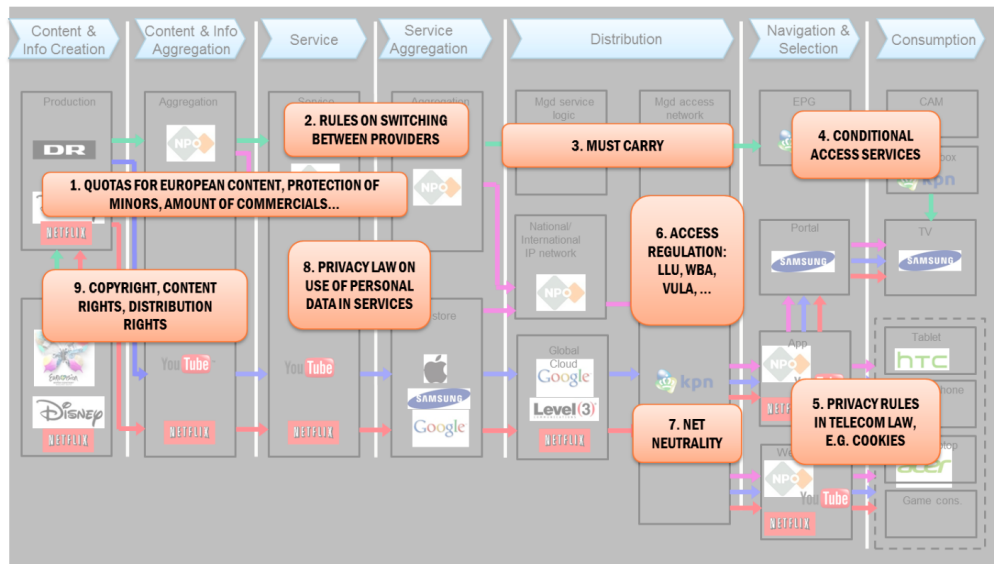 Content &
Info Creation
Content & Info
Aggregation
Service
Service
Aggregation
Distribution
Navigation &
Selection
Consumption
Production
Aggregation
Service
Aggregation
Mgd service
logic
Mgd access
network
EPG
CAM
DR
NPO
2. RULES ON SWITCHING
BETWEEN PROVIDERS
3. MUST CARRY
4. CONDITIONAL
ACCESS SERVICES
box
kpn
1. QUOTAS FOR EUROPEAN CONTENT, PROTECTION OF
MINORS, AMOUNT OF COMMERCIALS...
NPO
NETFLIX
National/
International
IP network
NPO
6. ACCESS
REGULATION:
LLU, WBA,
VULA, ...
Portal
SAMSUNG
TV
SAMSUNG
9. COPYRIGHT, CONTENT
RIGHTS, DISTRIBUTION
RIGHTS
8. PRIVACY LAW ON
USE OF PERSONAL
DATA IN SERVICES
store
Eurovision
Disney
NETFLIX
YouTube
NETFLIX
YouTube
NETFLIX
SAMSUNG
Google
Global
Cloud
Google
Level(3)
NETFLIX
kpn
7. NET
NEUTRALITY
App
NPO
NETFLIX
5. PRIVACY RULES
IN TELECOM LAW,
E.G. COOKIES
NPO
YouTube
NETFLIX
Tablet
htc
phone
acer
Game cons.